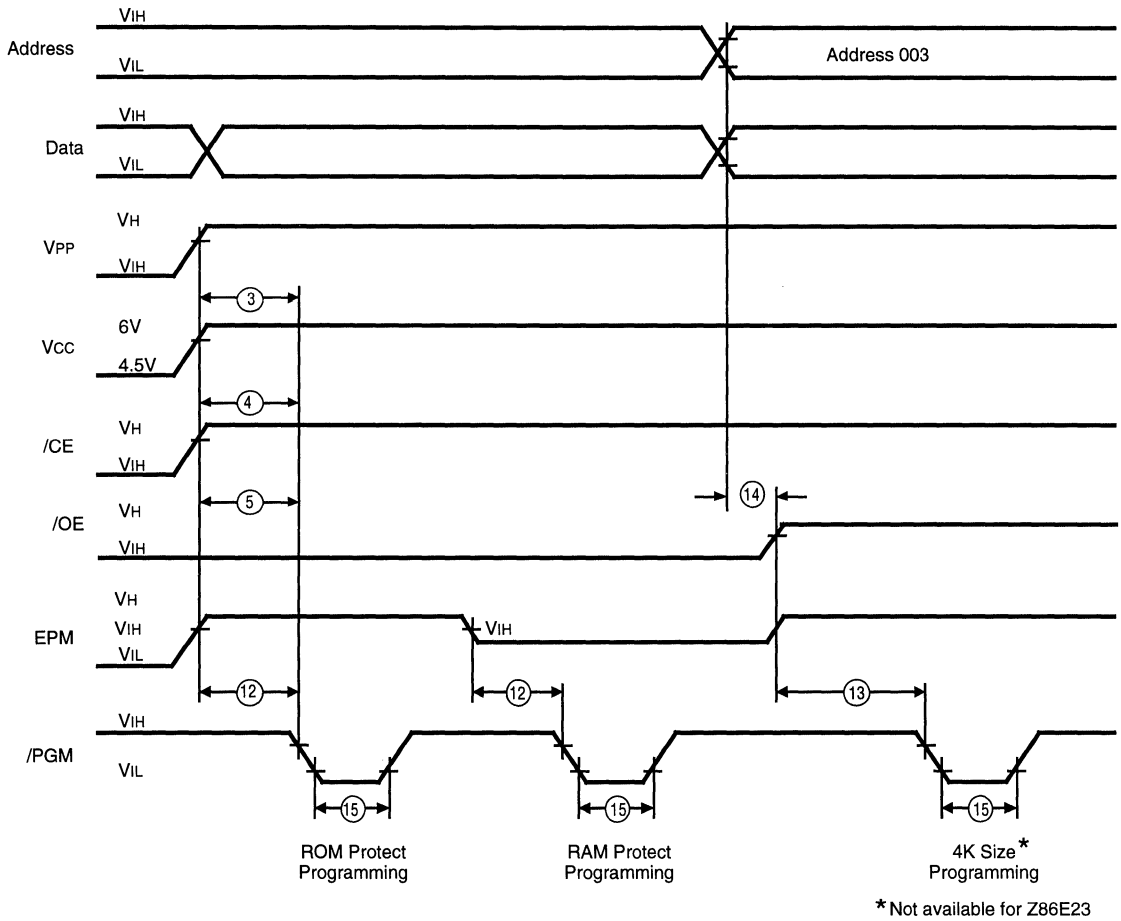 VIH
Address
VIL
Address 003
VIH
Data
VIL
VH
VPP
VIH
3
6V
VCC
4.5V
4
VH
/CE
VIH
5
14
VH
/OE
VIH
VH
EPM
VIH
VIH
VIL
12
12
13
VIH
/PGM
VIL
15
15
15
ROM Protect
Programming
RAM Protect
Programming
4K Size*
Programming
*Not available for Z86E23